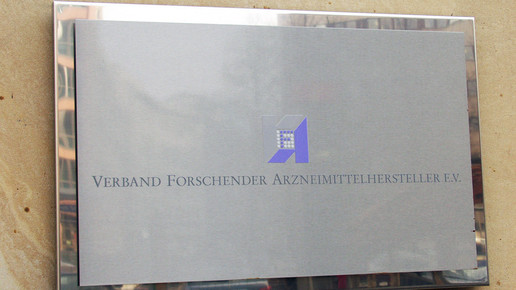 VERBAND FORSCHENDER ARZNEIMITTELHERSTELLER E.V.